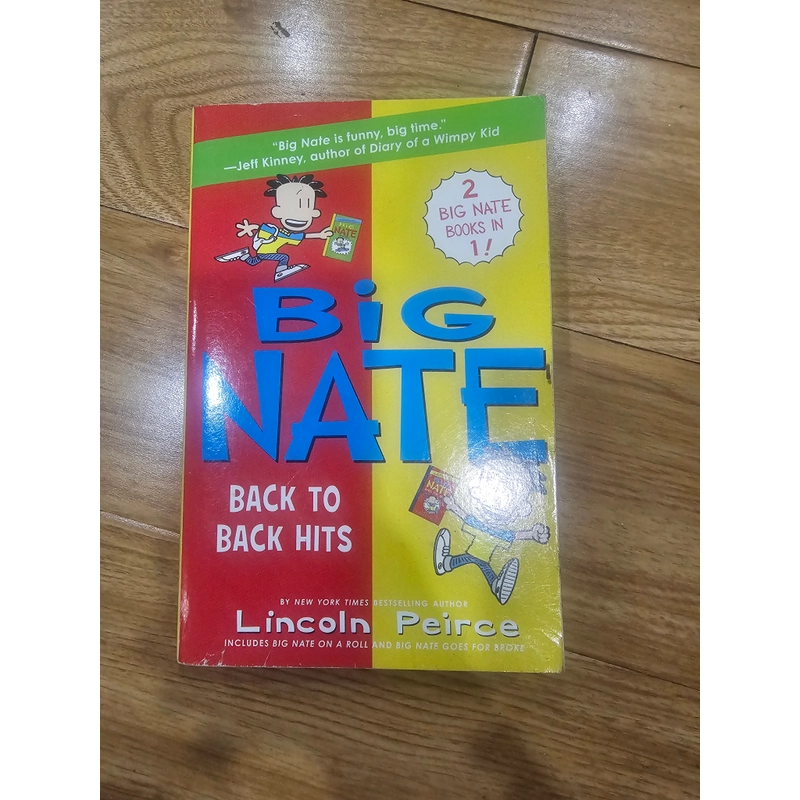 "Big Nate is funny, big time."
—Jeff Kinney, author of Diary of a Wimpy Kid
2
BIG NATE
BOOKS IN
1!
BIG
NATE
BACK TO
BACK HITS
BY NEW YORK TIMES BESTSELLING AUTHOR
Lincoln Peirce
INCLUDES BIG NATE ON A ROLL AND BIG NATE GOES FOR BROKE